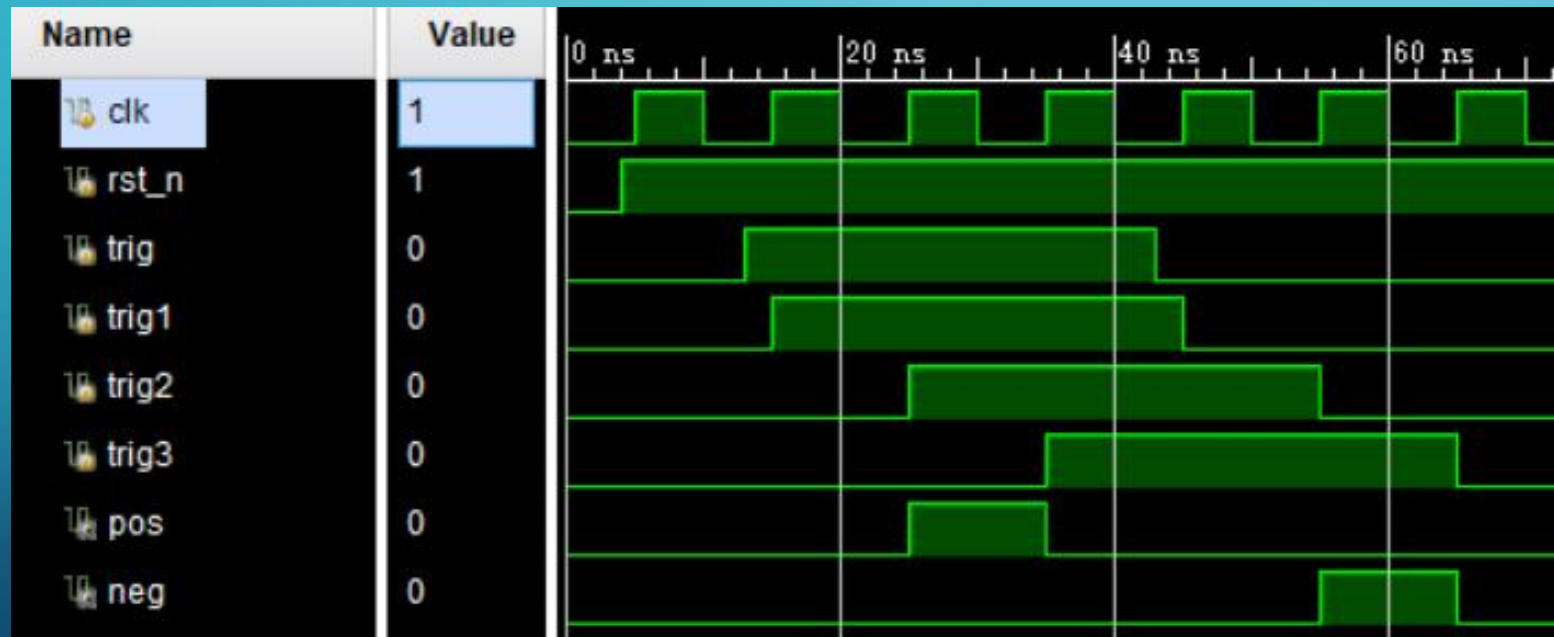 Name Value 0 ns 20 ns 40 ns 60 ns
clk 1
rst_n 1
trig 0
trig1 0
trig2 0
trig3 0
pos 0
neg 0